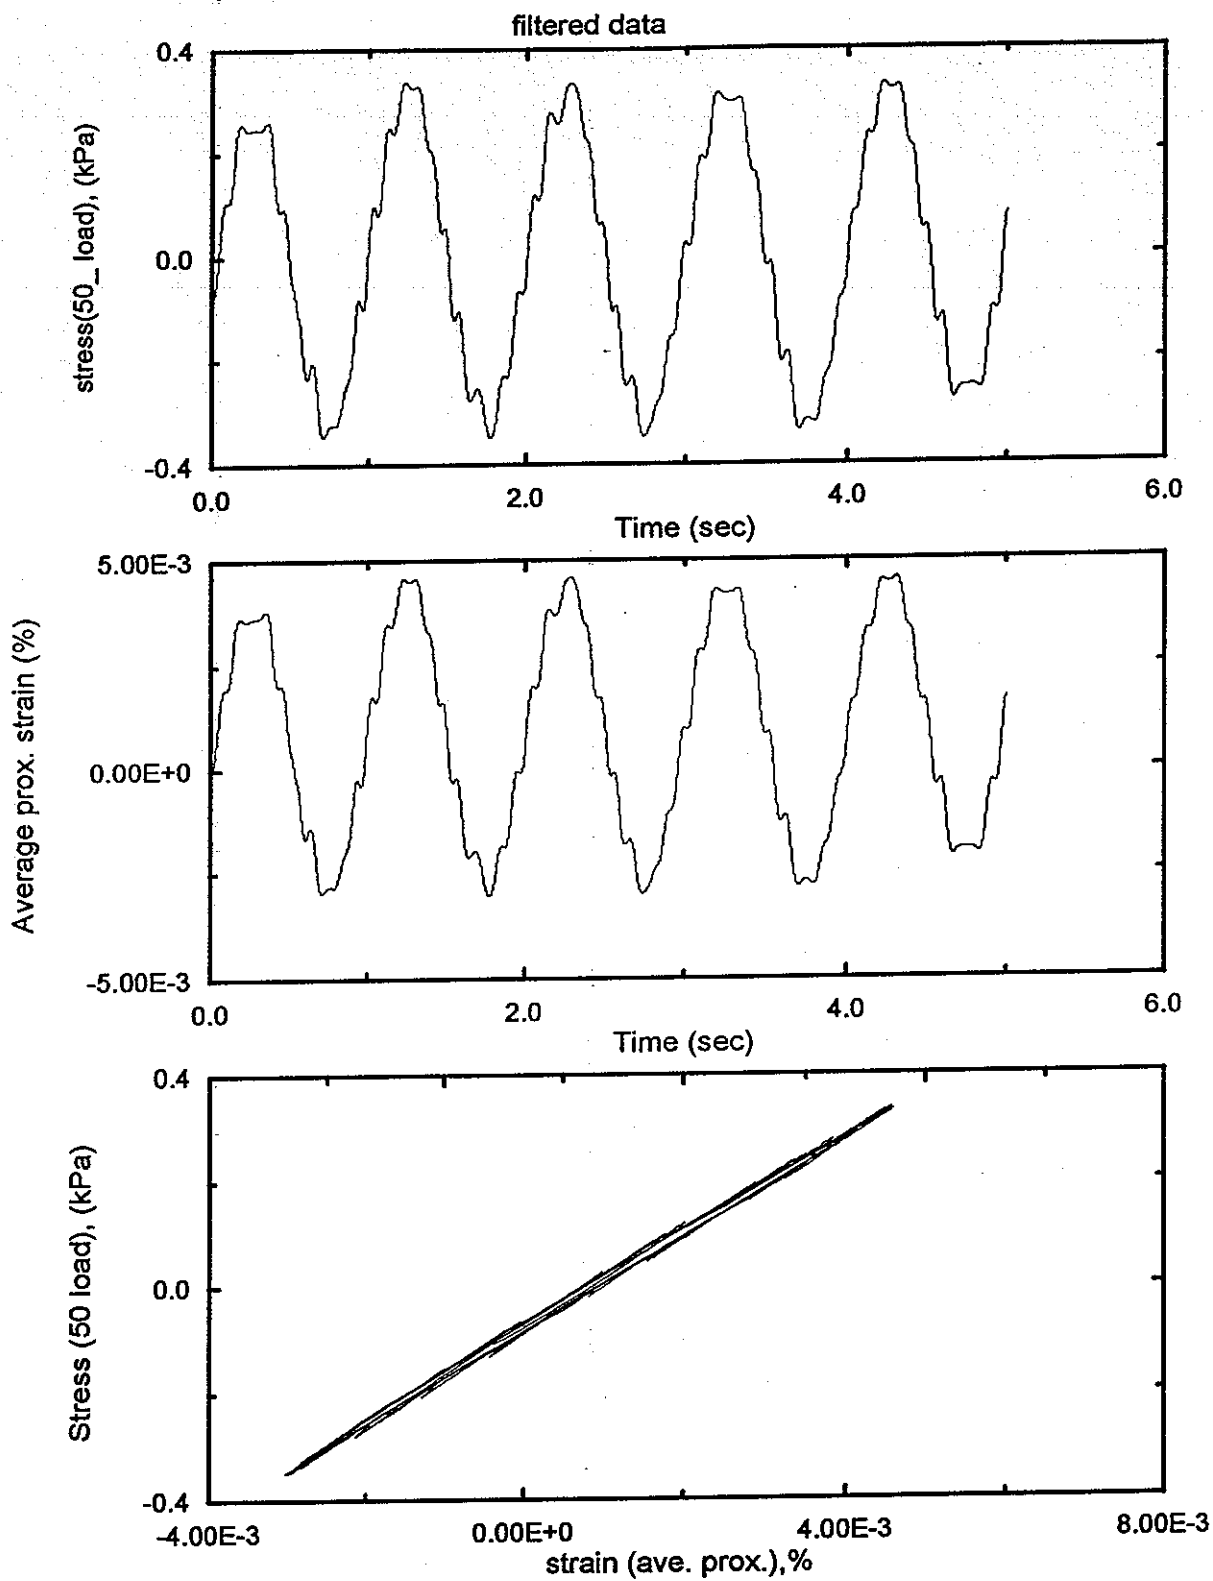 filtered data
0.4
0.0
-0.4
stress(50_ load), (kPa)
0.0
2.0
4.0
6.0
Time (sec)
5.00E-3
0.00E+0
-5.00E-3
Average prox. strain (%)
0.0
2.0
4.0
6.0
Time (sec)
0.4
0.0
-0.4
Stress (50 load), (kPa)
-4.00E-3
0.00E+0
4.00E-3
8.00E-3
strain (ave. prox.),%